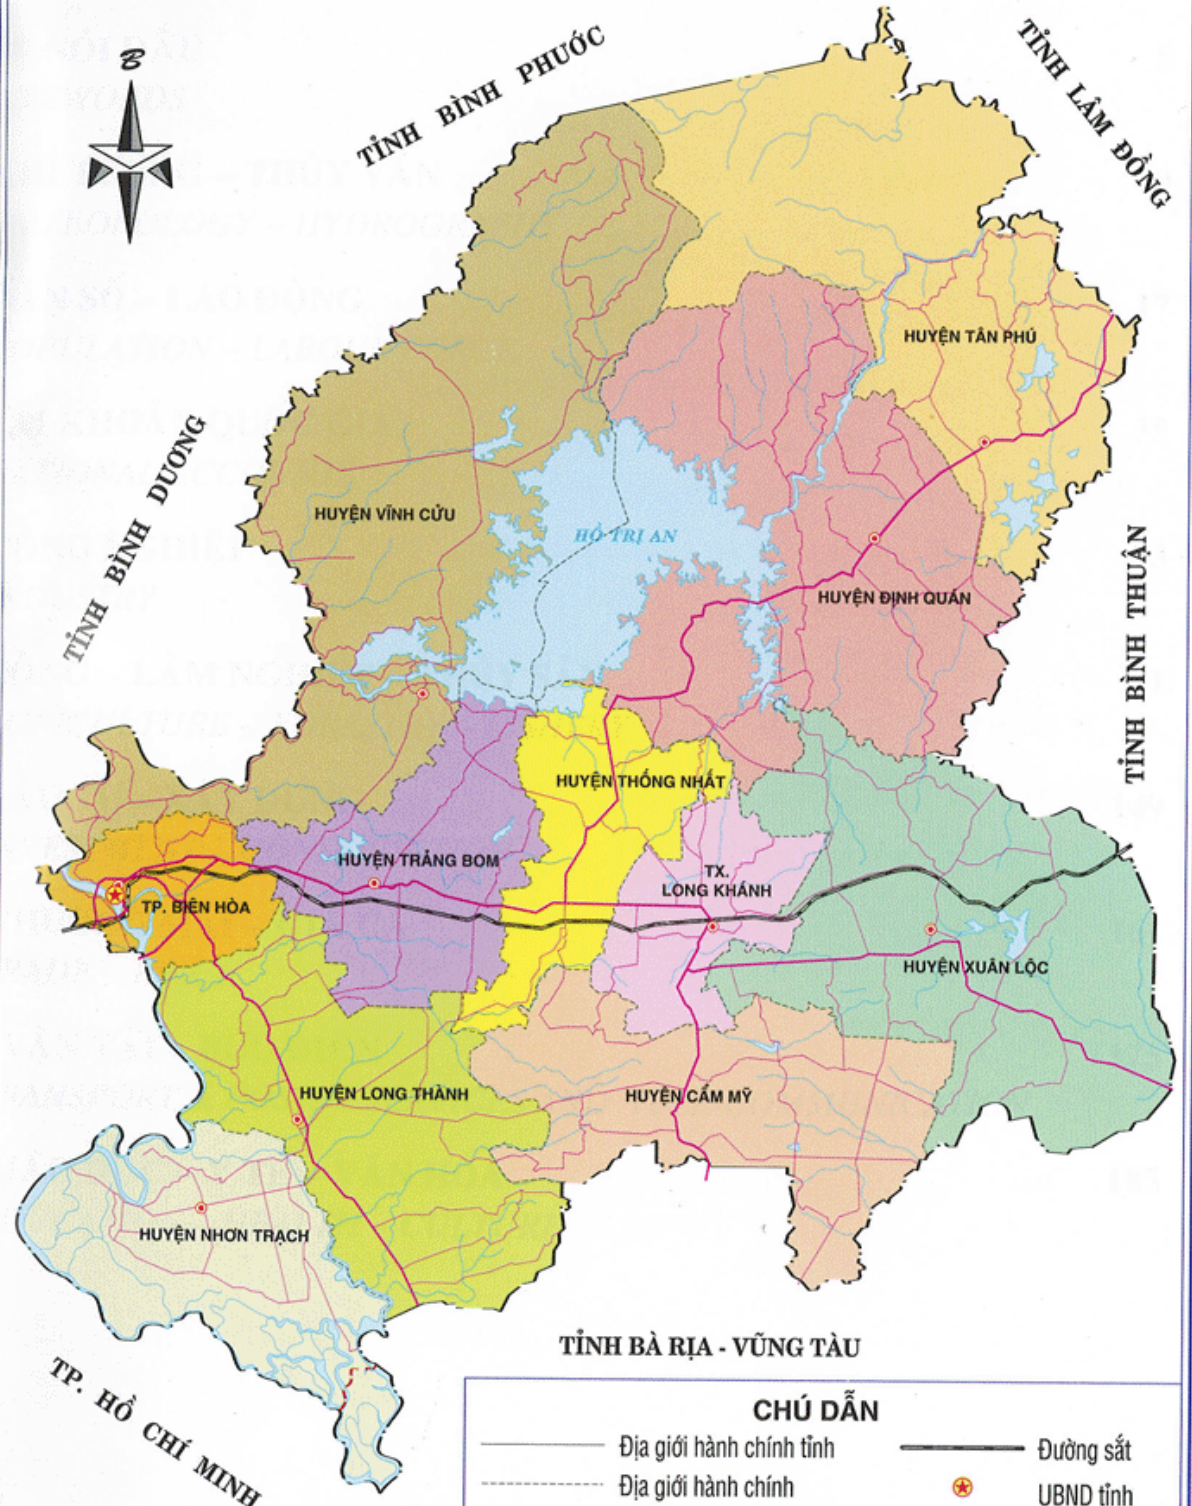 B
TỈNH BÌNH PHƯỚC
TỈNH LÂM ĐỒNG
HUYỆN TÂN PHÚ
TỈNH BÌNH DƯƠNG
HUYỆN VĨNH CỬU
HỒ TRỊ AN
HUYỆN ĐỊNH QUÁN
TỈNH BÌNH THUẬN
HUYỆN THỐNG NHẤT
HUYỆN TRẢNG BOM
TX.
LONG KHÁNH
TP. BIÊN HÒA
HUYỆN XUÂN LỘC
HUYỆN LONG THÀNH
HUYỆN CẨM MỸ
HUYỆN NHƠN TRẠCH
TỈNH BÀ RỊA - VŨNG TÀU
TP. HỒ CHÍ MINH
CHÚ DẪN
Địa giới hành chính tỉnh
Đường sắt
Địa giới hành chính
UBND tỉnh